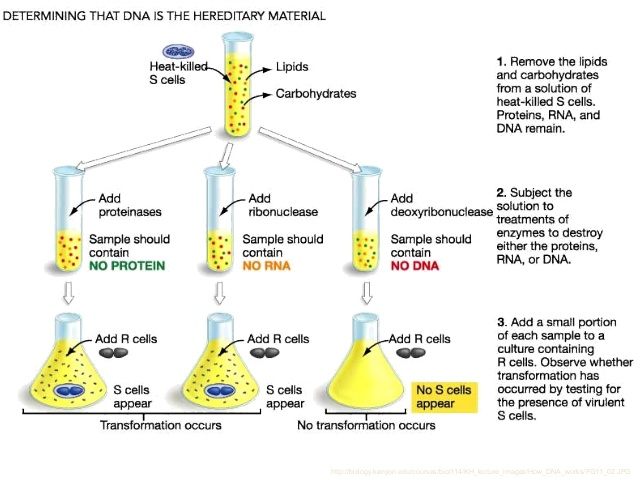 DETERMINING THAT DNA IS THE HEREDITARY MATERIAL
Heat-killed
S cells
Lipids
Carbohydrates
1. Remove the lipids
and carbohydrates
from a solution of
heat-killed S cells.
Proteins, RNA, and
DNA remain.
Add
proteinases
Add
ribonuclease
Add
deoxyribonuclease
Sample should
contain
NO PROTEIN
Sample should
contain
NO RNA
Sample should
contain
NO DNA
2. Subject the
solution to
treatments of
enzymes to destroy
either the proteins,
RNA, or DNA.
Add R cells
Add R cells
Add R cells
S cells
appear
S cells
appear
No S cells
appear
3. Add a small portion
of each sample to a
culture containing
R cells. Observe whether
transformation has
occurred by testing for
the presence of virulent
S cells.
Transformation occurs
No transformation occurs